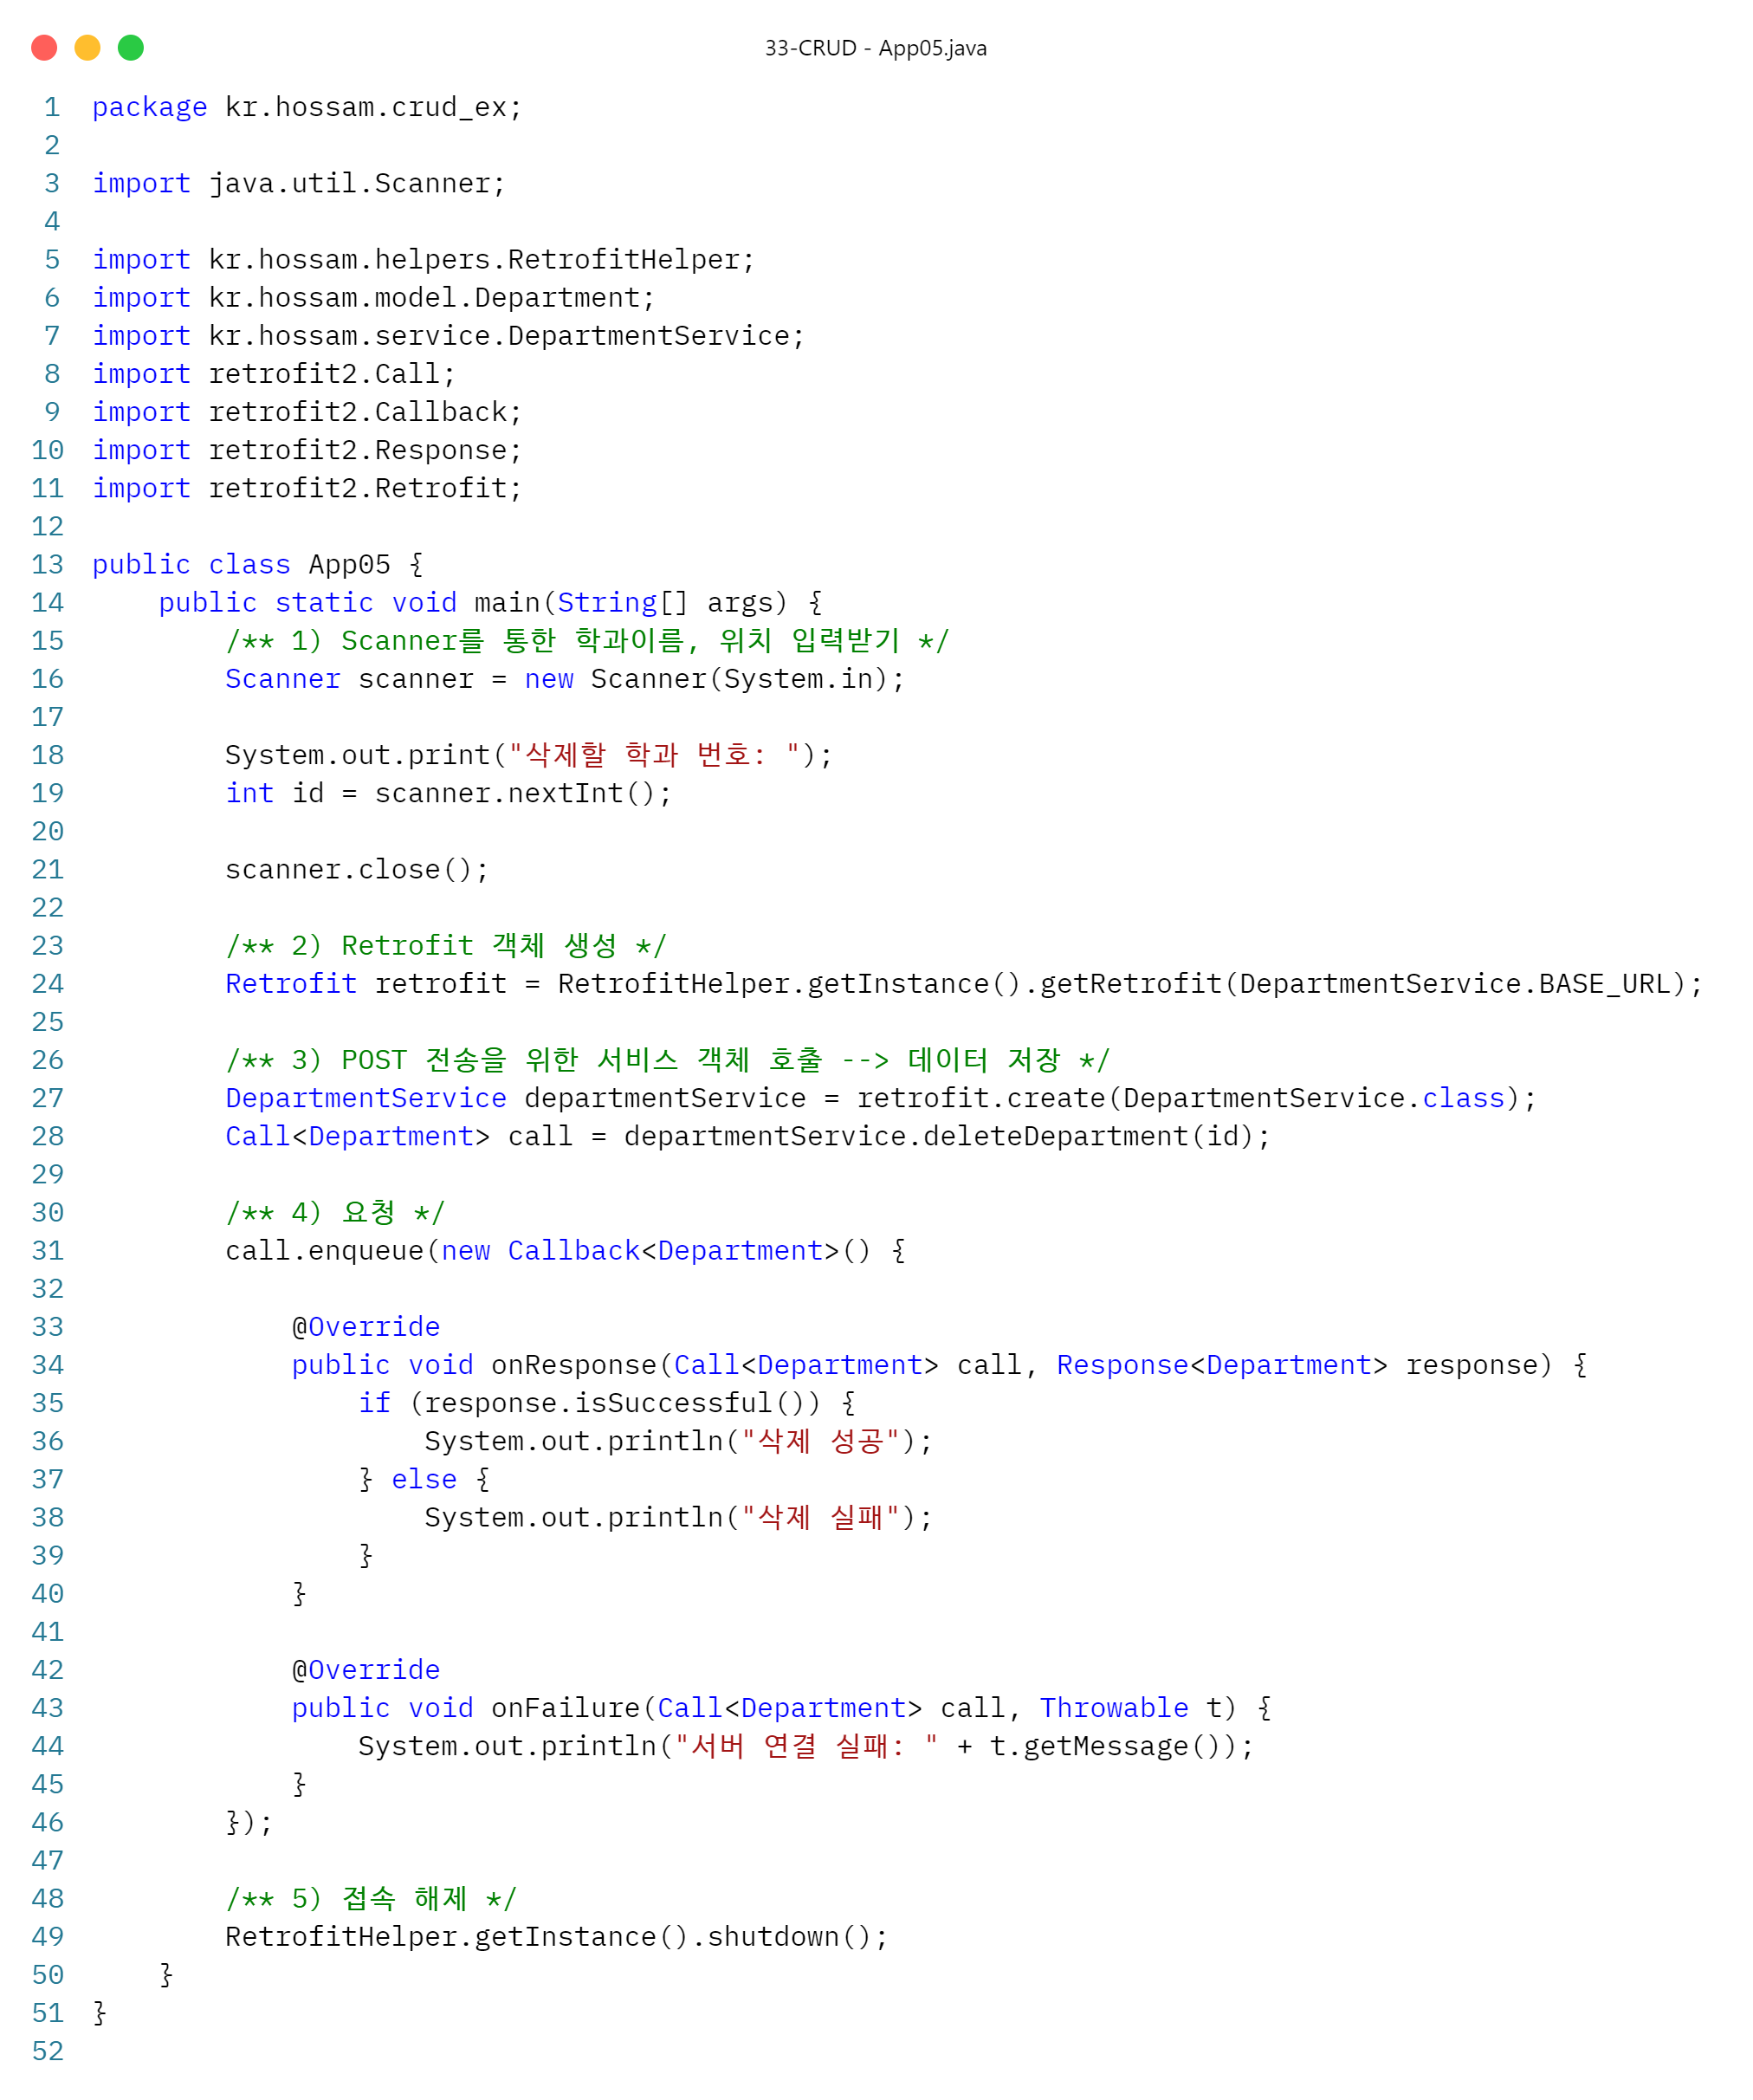 33-CRUD - App05.java
1 package kr.hossam.crud_ex;
2
3 import java.util.Scanner;
4
5 import kr.hossam.helpers.RetrofitHelper;
6 import kr.hossam.model.Department;
7 import kr.hossam.service.DepartmentService;
8 import retrofit2.Call;
9 import retrofit2.Callback;
10 import retrofit2.Response;
11 import retrofit2.Retrofit;
12
13 public class App05 {
14     public static void main(String[] args) {
15         /** 1) Scanner를 통한 학과이름, 위치 입력받기 */
16         Scanner scanner = new Scanner(System.in);
17
18         System.out.print("삭제할 학과 번호: ");
19         int id = scanner.nextInt();
20
21         scanner.close();
22
23         /** 2) Retrofit 객체 생성 */
24         Retrofit retrofit = RetrofitHelper.getInstance().getRetrofit(DepartmentService.BASE_URL);
25
26         /** 3) POST 전송을 위한 서비스 객체 호출 --> 데이터 저장 */
27         DepartmentService departmentService = retrofit.create(DepartmentService.class);
28         Call<Department> call = departmentService.deleteDepartment(id);
29
30         /** 4) 요청 */
31         call.enqueue(new Callback<Department>() {
32
33             @Override
34             public void onResponse(Call<Department> call, Response<Department> response) {
35                 if (response.isSuccessful()) {
36                     System.out.println("삭제 성공");
37                 } else {
38                     System.out.println("삭제 실패");
39                 }
40             }
41
42             @Override
43             public void onFailure(Call<Department> call, Throwable t) {
44                 System.out.println("서버 연결 실패: " + t.getMessage());
45             }
46         });
47
48         /** 5) 접속 해제 */
49         RetrofitHelper.getInstance().shutdown();
50     }
51 }
52